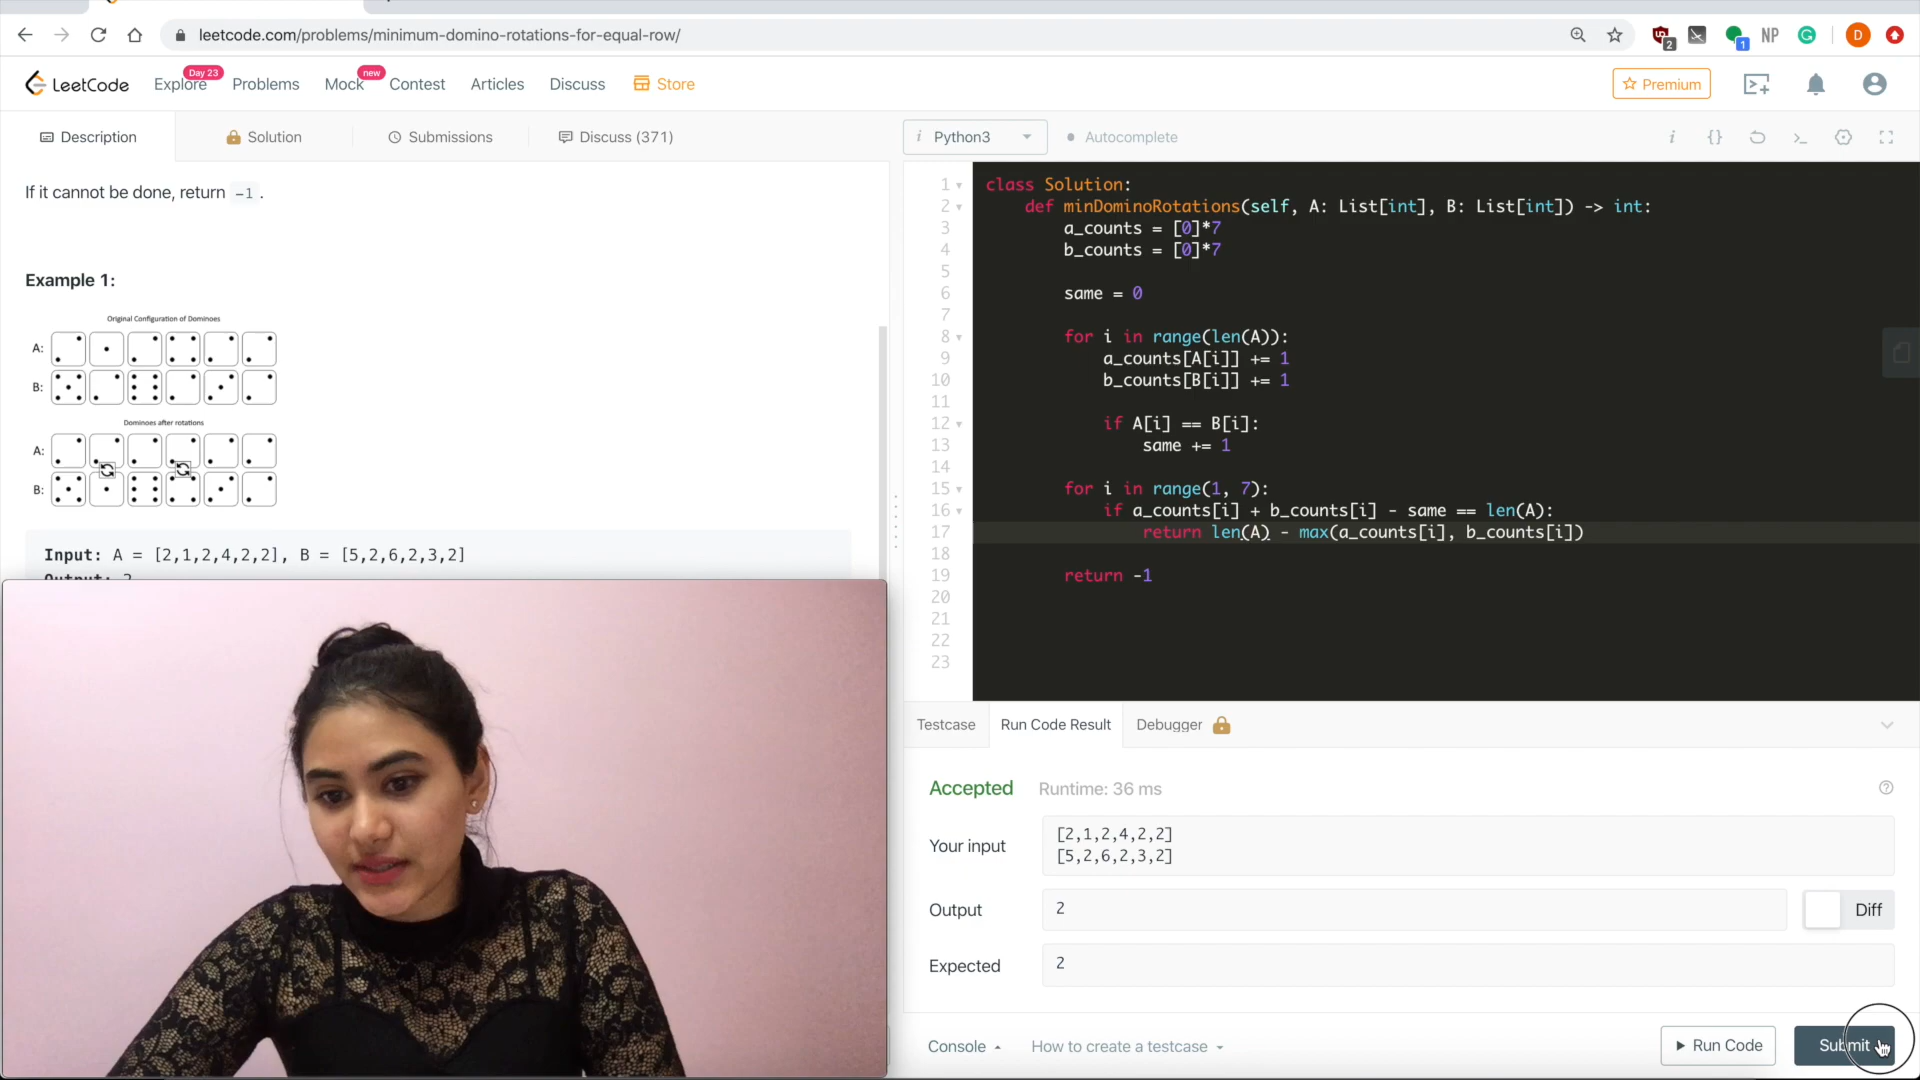 leetcode.com/problems/minimum-domino-rotations-for-equal-row/
2
1
NP
D
LeetCode
Explore
Day 23
Problems
Mock
new
Contest
Articles
Discuss
Store
Premium
Description
Solution
Submissions
Discuss (371)
If it cannot be done, return -1 .
Example 1:
Original Configuration of Dominoes
A:
B:
Dominoes after rotations
A:
B:
Input: A = [2,1,2,4,2,2], B = [5,2,6,2,3,2]
Output: 2
i Python3
Autocomplete
i {}
1 class Solution:
2 def minDominoRotations(self, A: List[int], B: List[int]) -> int:
3 a_counts = [0]*7
4 b_counts = [0]*7
5
6 same = 0
7
8 for i in range(len(A)):
9 a_counts[A[i]] += 1
10 b_counts[B[i]] += 1
11
12 if A[i] == B[i]:
13 same += 1
14
15 for i in range(1, 7):
16 if a_counts[i] + b_counts[i] - same == len(A):
17 return len(A) - max(a_counts[i], b_counts[i])
18
19 return -1
20
21
22
23
Testcase
Run Code Result
Debugger
Accepted Runtime: 36 ms
Your input
[2,1,2,4,2,2]
[5,2,6,2,3,2]
Output
2
Diff
Expected
2
Console
How to create a testcase
Run Code
Submit